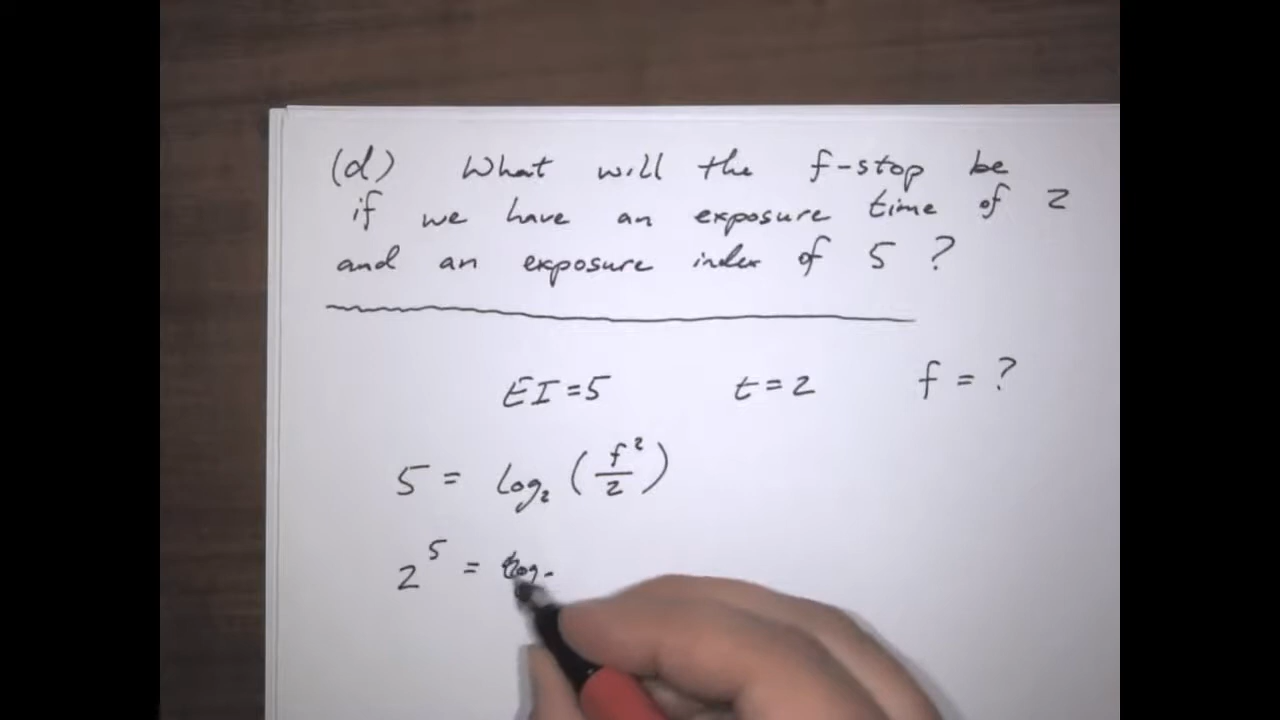 (d) What will the f-stop be
if we have an exposure time of 2
and an exposure index of 5 ?
EI=5 t=2 f = ?
5 = log₂ (f²/2)
2⁵ =